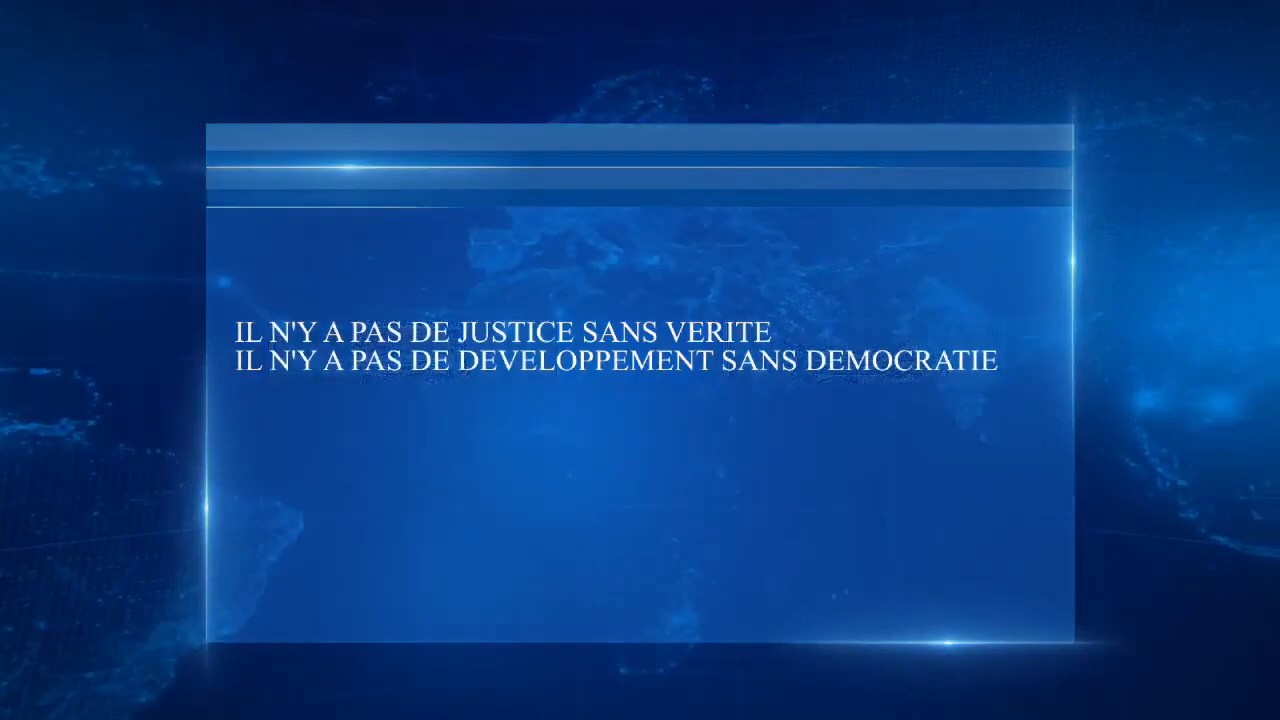 IL N'Y A PAS DE JUSTICE SANS VERITE
IL N'Y A PAS DE DEVELOPPEMENT SANS DEMOCRATIE